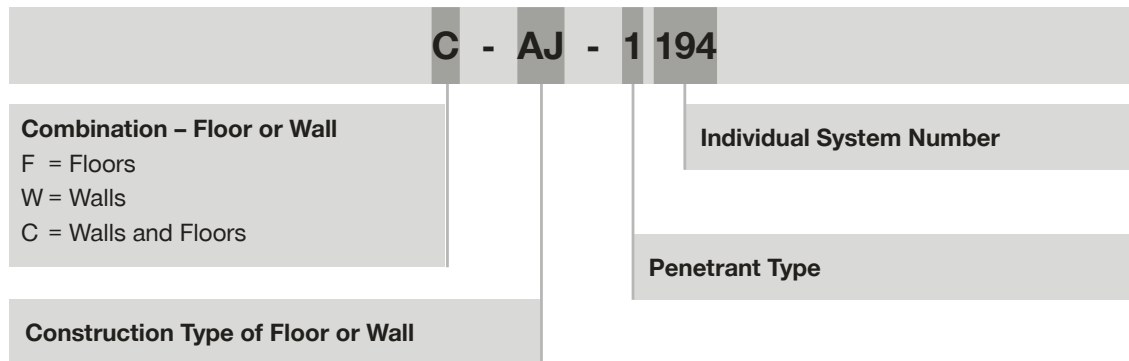 C - AJ - 1 194
Combination – Floor or Wall
F = Floors
W = Walls
C = Walls and Floors
Individual System Number
Penetrant Type
Construction Type of Floor or Wall